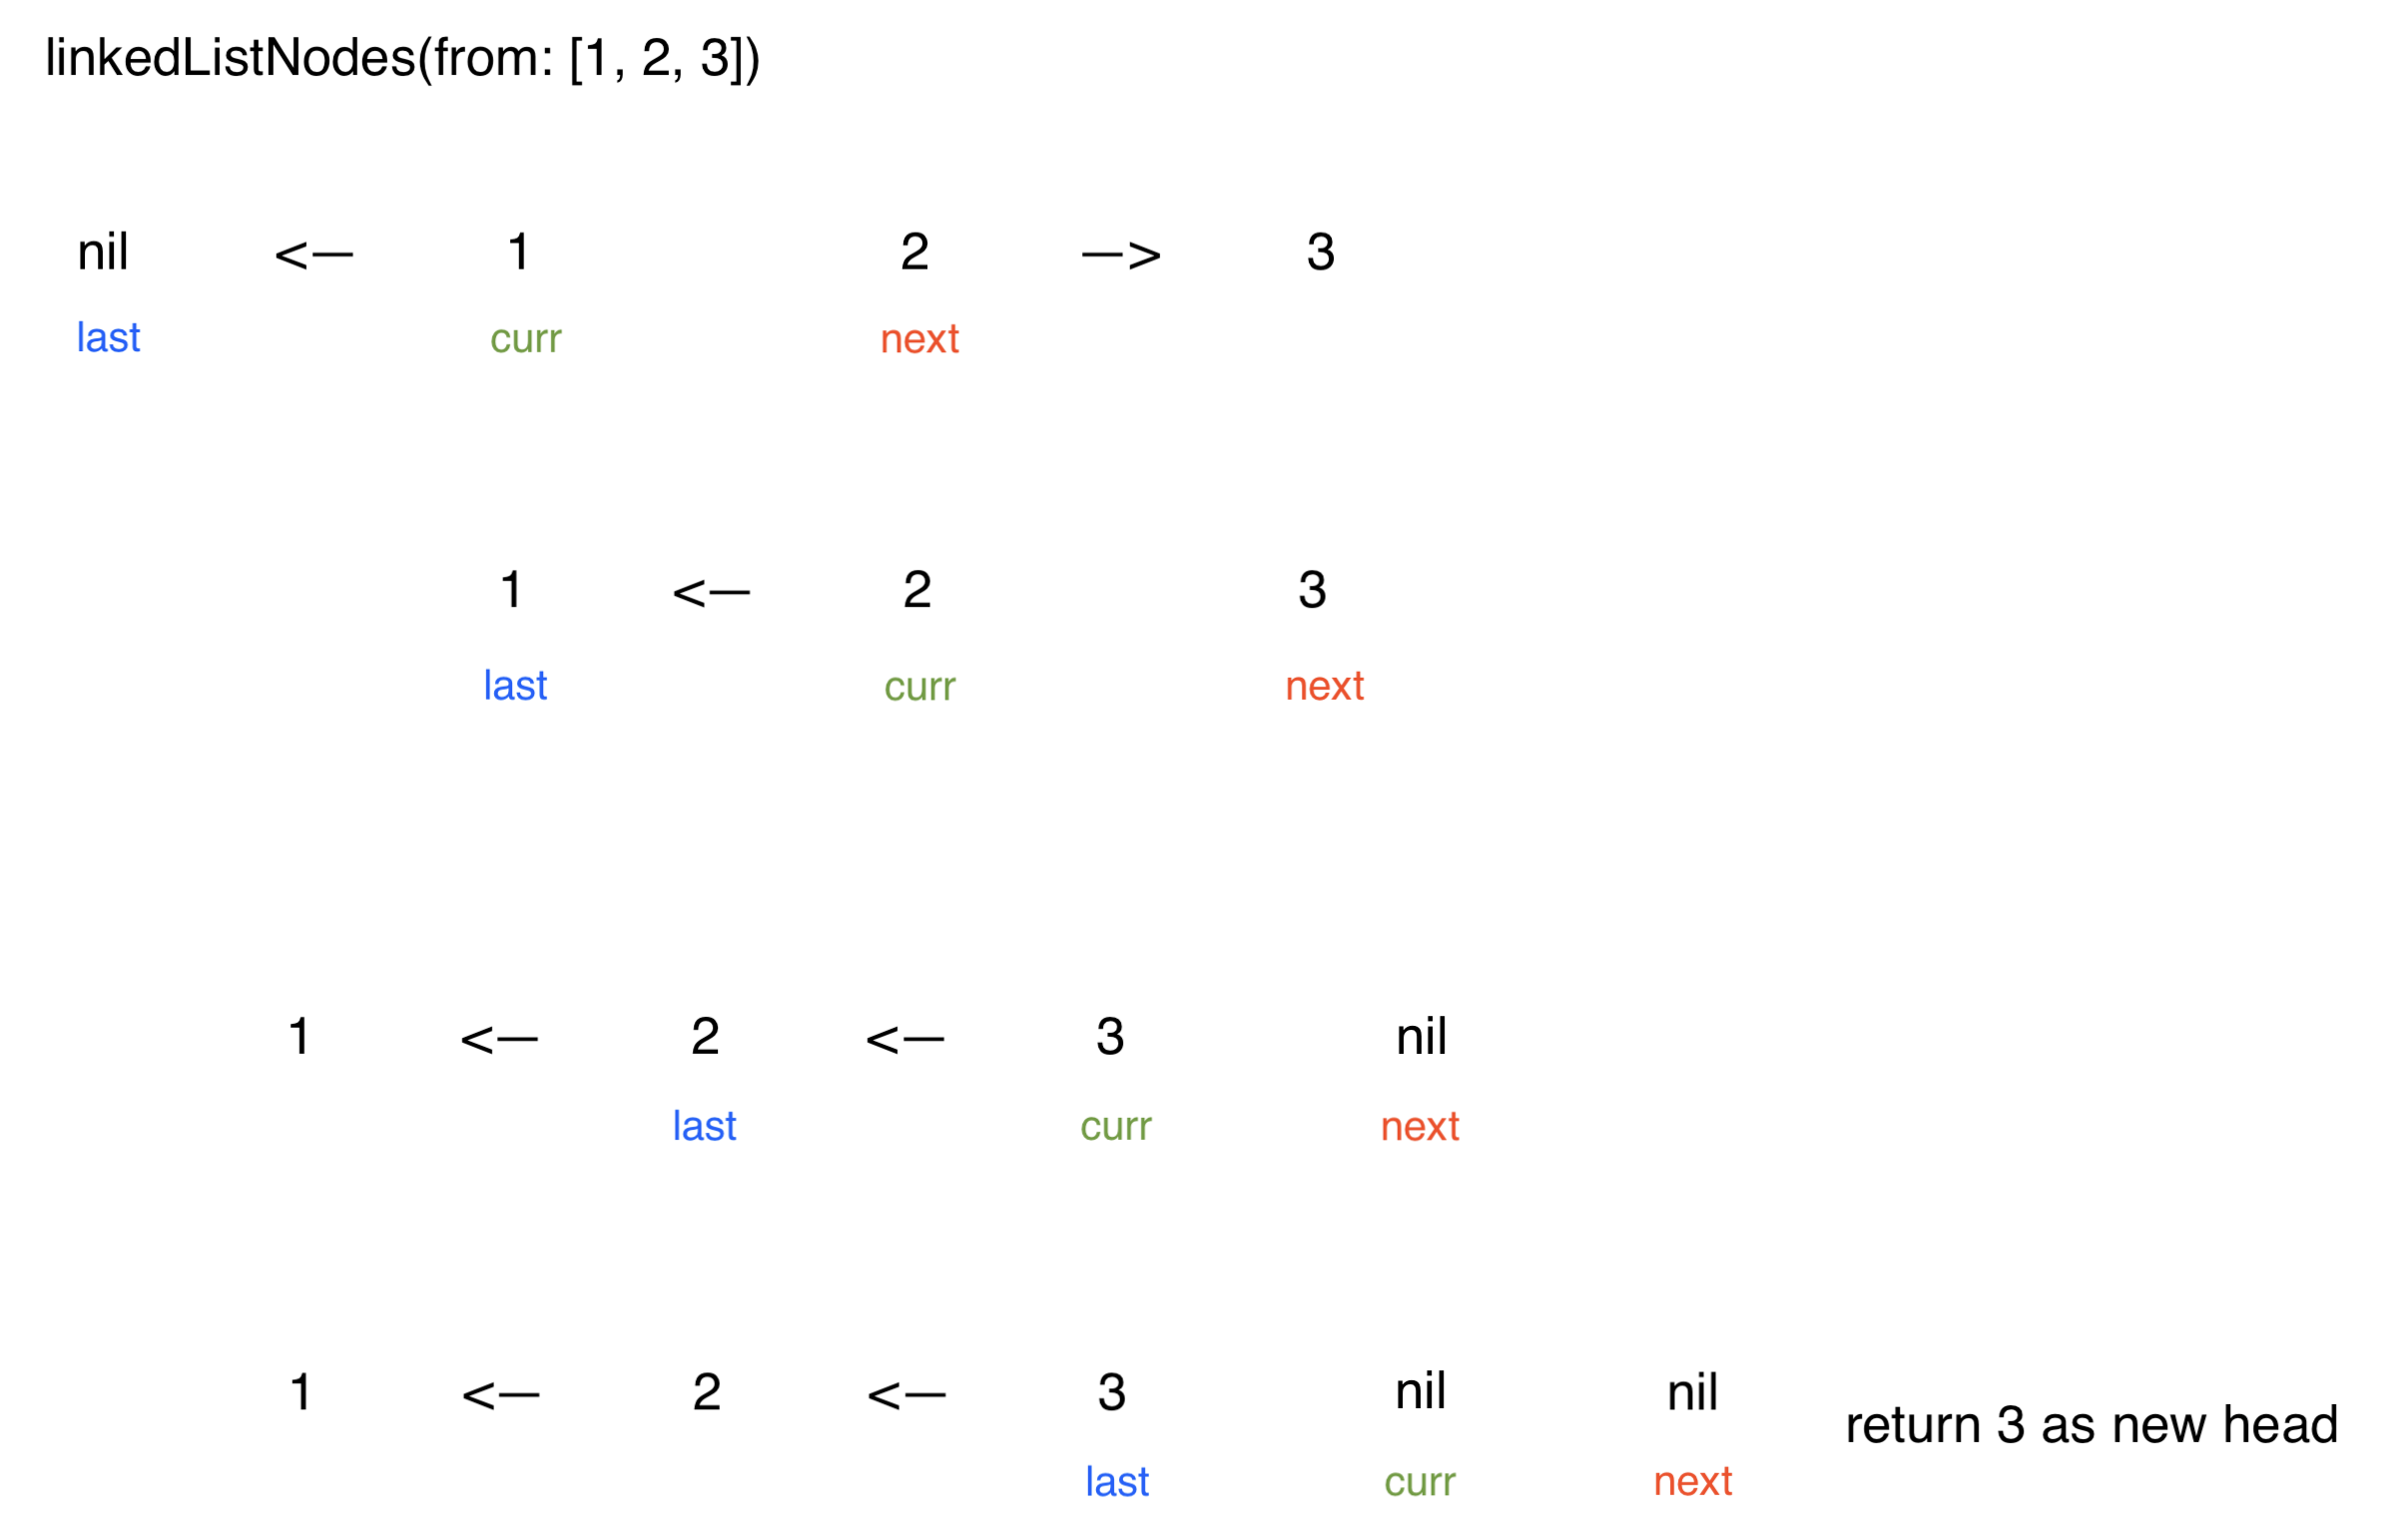 linkedListNodes(from: [1, 2, 3])
nil <— 1 2 —> 3
last curr next
1 <— 2 3
last curr next
1 <— 2 <— 3 nil
last curr next
1 <— 2 <— 3 nil nil
return 3 as new head
last curr next